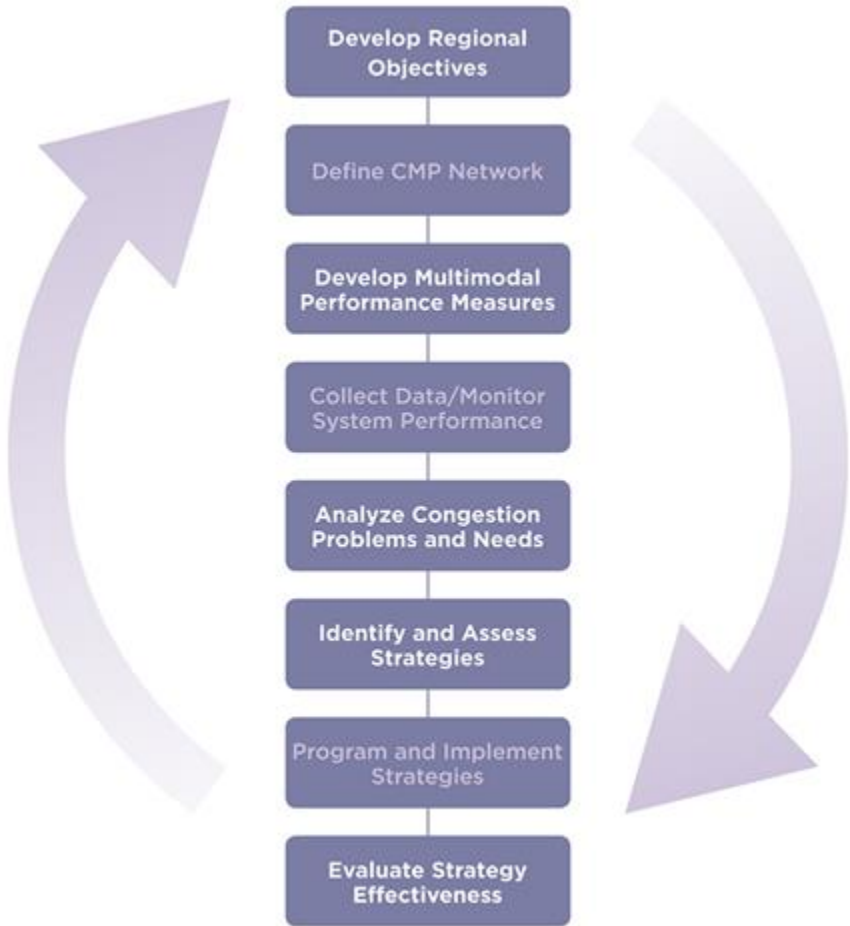 Develop Regional
Objectives
Define CMP Network
Develop Multimodal
Performance Measures
Collect Data/Monitor
System Performance
Analyze Congestion
Problems and Needs
Identify and Assess
Strategies
Program and Implement
Strategies
Evaluate Strategy
Effectiveness